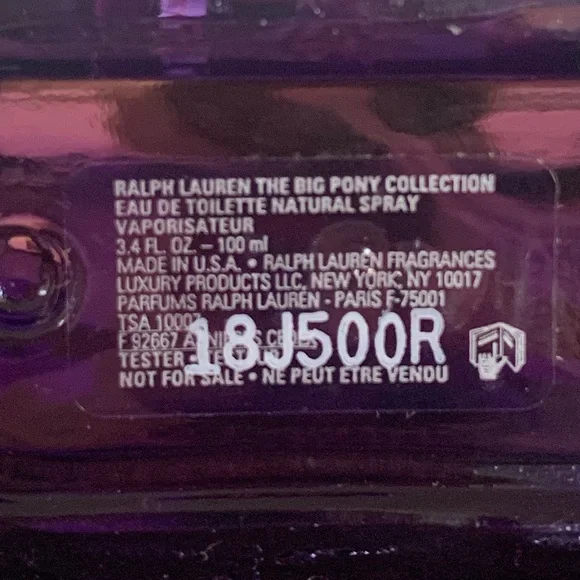 RALPH LAUREN THE BIG PONY COLLECTION
EAU DE TOILETTE NATURAL SPRAY
VAPORISATEUR
3.4 FL. OZ. – 100 ml
MADE IN U.S.A. • RALPH LAUREN FRAGRANCES
LUXURY PRODUCTS LLC, NEW YORK, NY 10017
PARFUMS RALPH LAUREN - PARIS F-75001
TSA
F 92667
18J500R
TESTER
NOT FOR SALE • NE PEUT ETRE VENDU